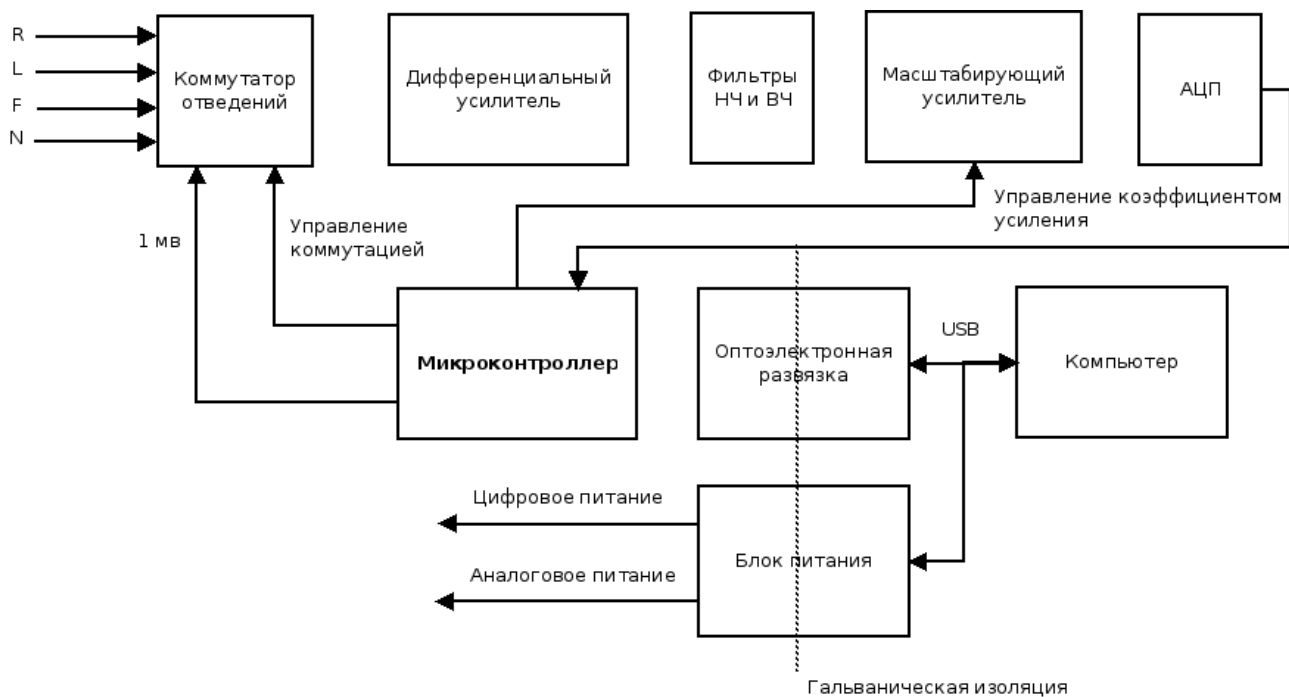 R
L
F
N
Коммутатор
отведений
Дифференциальный
усилитель
Фильтры
НЧ и ВЧ
Масштабирующий
усилитель
АЦП
1 мв
Управление
коммутацией
Управление коэффициентом
усиления
Микроконтроллер
Оптоэлектронная
развязка
USB
Компьютер
Цифровое питание
Аналоговое питание
Блок питания
Гальваническая изоляция